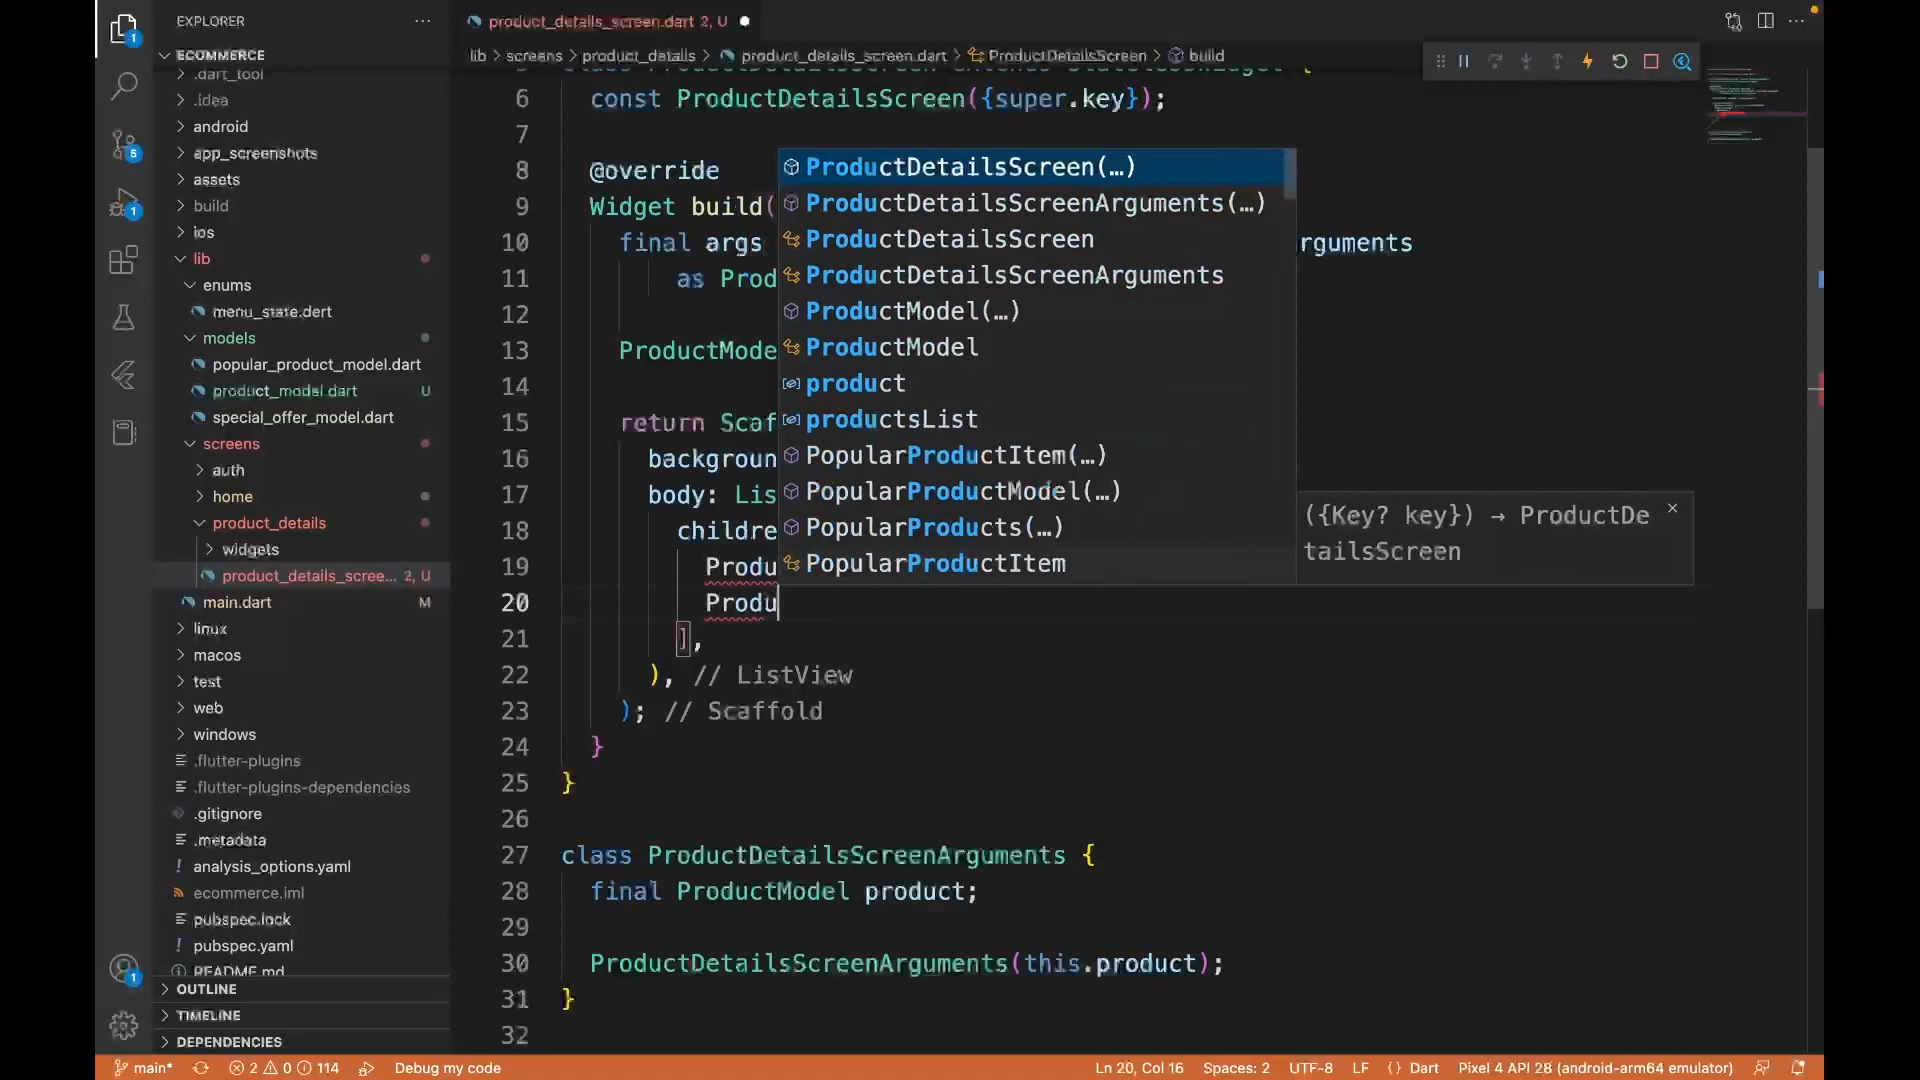 EXPLORER
ECOMMERCE
.dart_tool
.idea
android
app_screenshots
assets
build
ios
lib
enums
menu_state.dart
models
popular_product_model.dart
product_model.dart U
special_offer_model.dart
screens
auth
home
product_details
widgets
product_details_scree... 2, U
main.dart M
linux
macos
test
web
windows
.flutter-plugins
.flutter-plugins-dependencies
.gitignore
.metadata
analysis_options.yaml
ecommerce.iml
pubspec.lock
pubspec.yaml
README.md
OUTLINE
TIMELINE
DEPENDENCIES
1
6
1
1
product_details_screen.dart 2, U
lib > screens > product_details > product_details_screen.dart > ProductDetailsScreen > build
class ProductDetailsScreen extends StatelessWidget {
6 const ProductDetailsScreen({super.key});
7
8 @override
9 Widget build(
10 final args rguments
11 as Prod
12
13 ProductMode
14
15 return Scaf
16 backgroun
17 body: Lis
18 childre
19 Produ
20 Produ
21 ],
22 ), // ListView
23 ); // Scaffold
24 }
25 }
26
27 class ProductDetailsScreenArguments {
28 final ProductModel product;
29
30 ProductDetailsScreenArguments(this.product);
31 }
32
ProductDetailsScreen(…)
ProductDetailsScreenArguments(…)
ProductDetailsScreen
ProductDetailsScreenArguments
ProductModel(…)
ProductModel
product
productsList
PopularProductItem(…)
PopularProductModel(…)
PopularProducts(…)
PopularProductItem
({Key? key}) → ProductDe
tailsScreen
main* 2 0 114 Debug my code Ln 20, Col 16 Spaces: 2 UTF-8 LF {} Dart Pixel 4 API 28 (android-arm64 emulator)